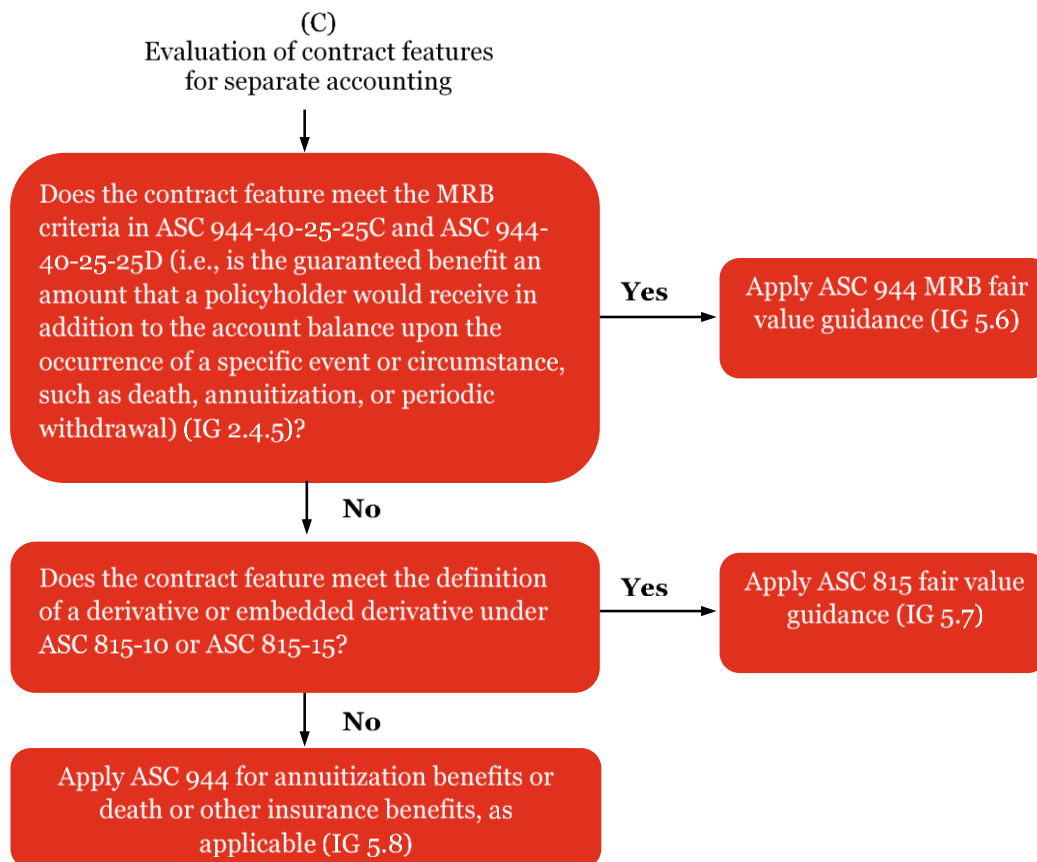 (C)
Evaluation of contract features
for separate accounting
Does the contract feature meet the MRB
criteria in ASC 944-40-25-25C and ASC 944-
40-25-25D (i.e., is the guaranteed benefit an
amount that a policyholder would receive in
addition to the account balance upon the
occurrence of a specific event or circumstance,
such as death, annuitization, or periodic
withdrawal) (IG 2.4.5)?
Yes
Apply ASC 944 MRB fair
value guidance (IG 5.6)
No
Does the contract feature meet the definition
of a derivative or embedded derivative under
ASC 815-10 or ASC 815-15?
Yes
Apply ASC 815 fair value
guidance (IG 5.7)
No
Apply ASC 944 for annuitization benefits or
death or other insurance benefits, as
applicable (IG 5.8)